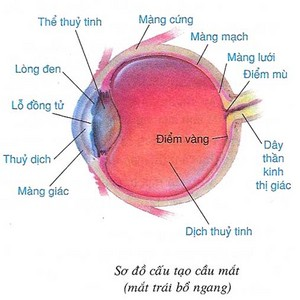 Thể thuỷ tinh
Màng cứng
Màng mạch
Màng lưới
Điểm mù
Lòng đen
Lỗ đồng tử
Điểm vàng
Dây
thần
kinh
thị giác
Thuỷ dịch
Màng giác
Dịch thuỷ tinh
Sơ đồ cấu tạo cầu mắt
(mắt trái bổ ngang)